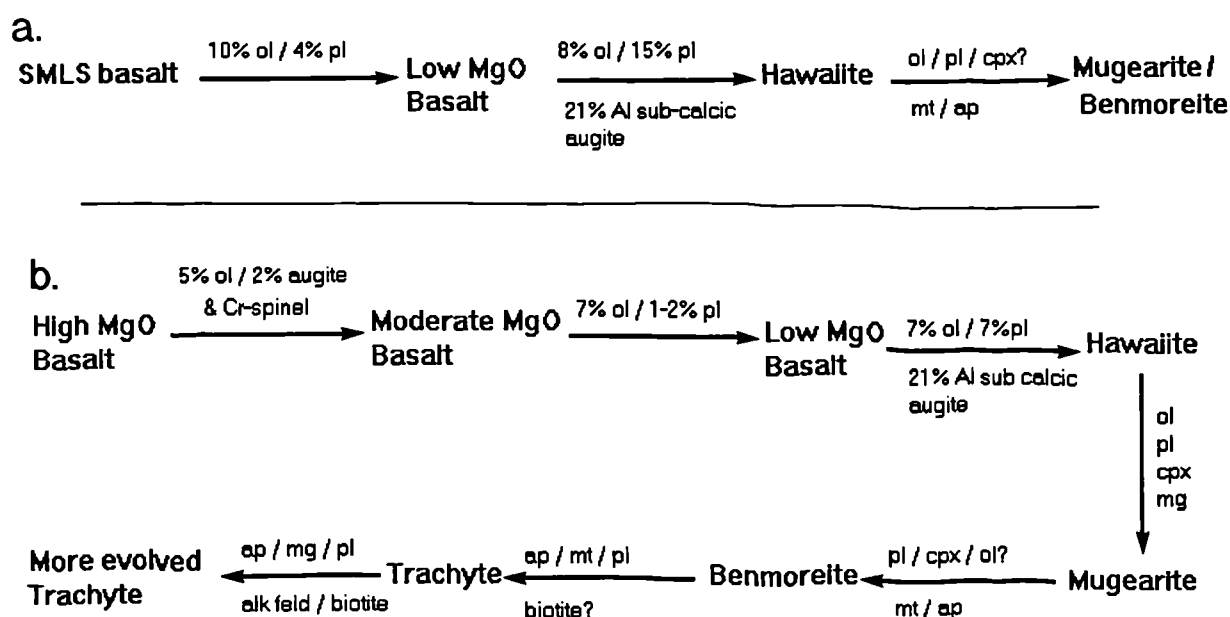 a.
10% ol / 4% pl
8% ol / 15% pl
ol / pl / cpx?
SMLS basalt
Low MgO
Basalt
Hawaiite
Mugearite/
Benmoreite
21% Al sub-calcic
augite
mt / ap
b.
5% ol / 2% augite
& Cr-spinel
7% ol / 1-2% pl
7% ol / 7%pl
High MgO
Basalt
Moderate MgO
Basalt
Low MgO
Basalt
Hawaiite
21% Al sub calcic
augite
ol
pl
cpx
mg
ap / mg / pl
ap / mt / pl
pl / cpx / ol?
More evolved
Trachyte
Trachyte
Benmoreite
Mugearite
alk feld / biotite
biotite?
mt / ap